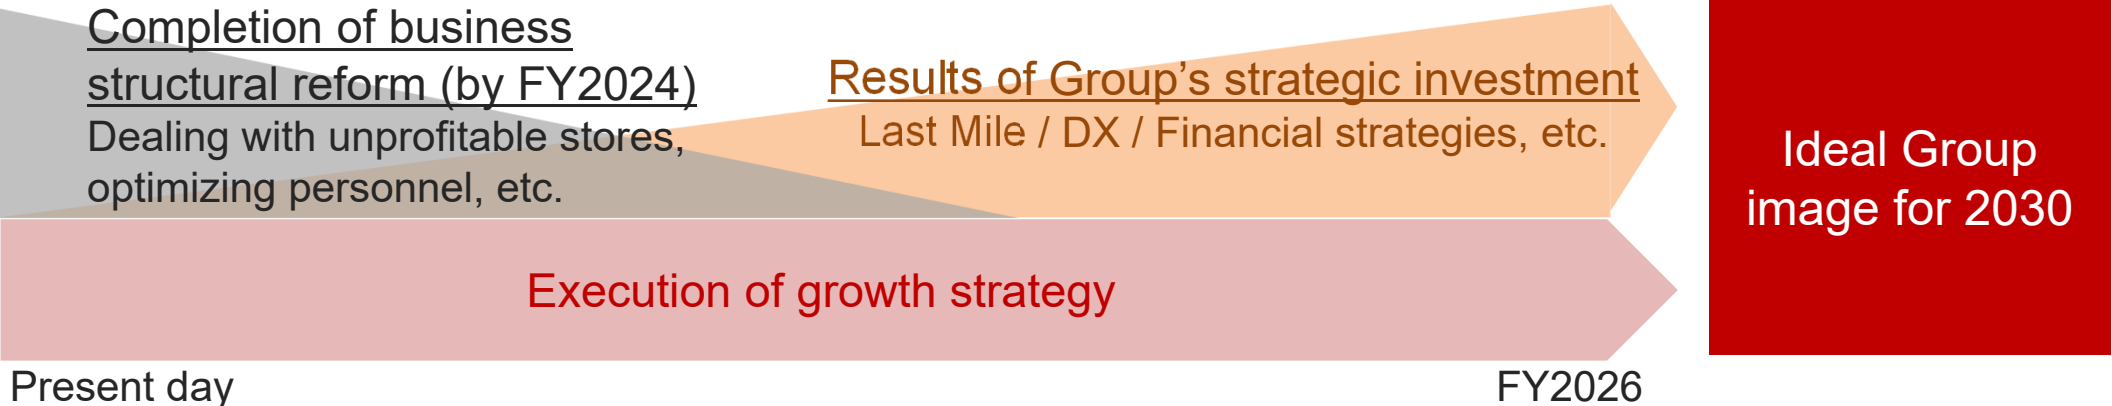 Completion of business
structural reform (by FY2024)
Dealing with unprofitable stores,
optimizing personnel, etc.
Results of Group’s strategic investment
Last Mile / DX / Financial strategies, etc.
Execution of growth strategy
Present day
FY2026
Ideal Group
image for 2030